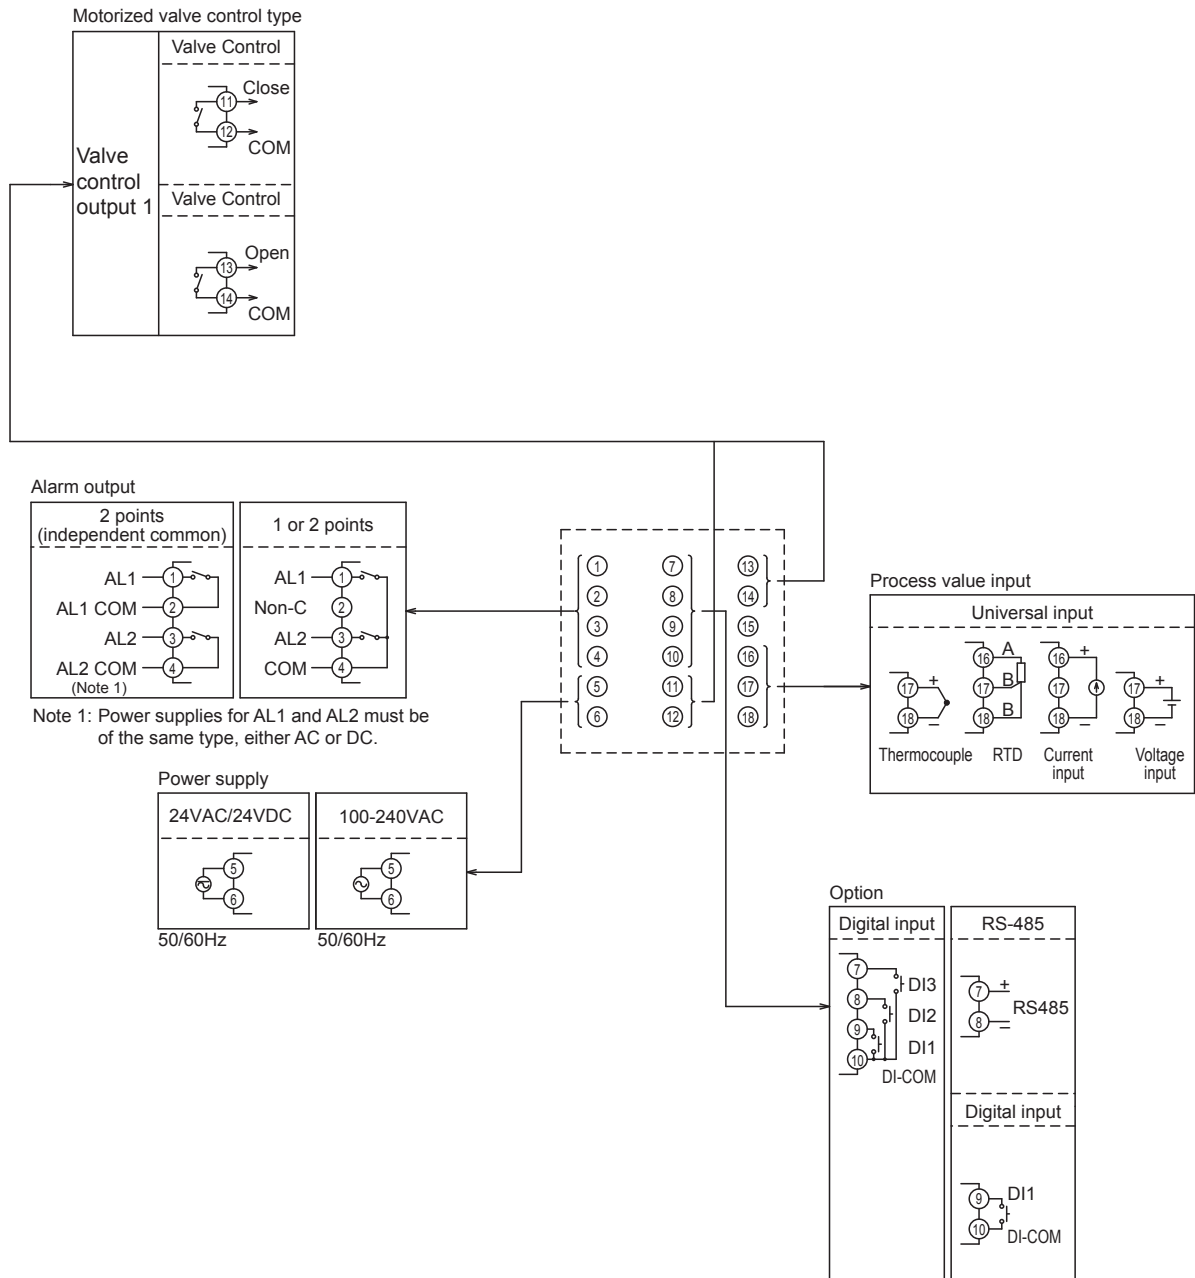 Motorized valve control type
Valve
control
output 1
Valve Control
Close
11
12
COM
Valve Control
Open
13
14
COM
Alarm output
2 points
(independent common)
AL1 1
AL1 COM 2
AL2 3
AL2 COM 4
(Note 1)
1 or 2 points
AL1 1
Non-C 2
AL2 3
COM 4
Note 1: Power supplies for AL1 and AL2 must be
of the same type, either AC or DC.
1 7 13
2 8 14
3 9 15
4 10 16
5 11 17
6 12 18
Process value input
Universal input
17 +
18 −
Thermocouple
16 A
17 B
18 B
RTD
16 +
17
18 −
Current
input
17 +
18 −
Voltage
input
Power supply
24VAC/24VDC
5
6
50/60Hz
100-240VAC
5
6
50/60Hz
Option
Digital input
7 DI3
8 DI2
9 DI1
10 DI-COM
RS-485
7 +
RS485
8 −
Digital input
9 DI1
10 DI-COM